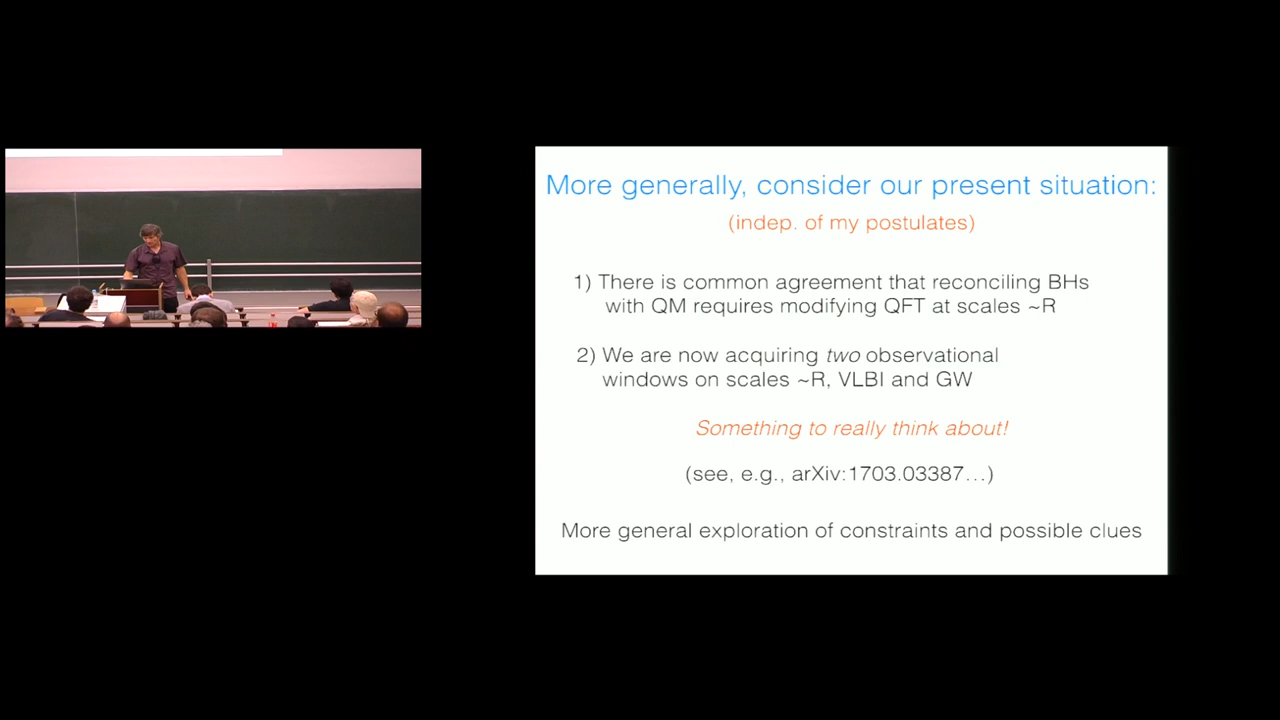 More generally, consider our present situation:
(indep. of my postulates)
1) There is common agreement that reconciling BHs
with QM requires modifying QFT at scales ~R
2) We are now acquiring two observational
windows on scales ~R, VLBI and GW
Something to really think about!
(see, e.g., arXiv:1703.03387...)
More general exploration of constraints and possible clues